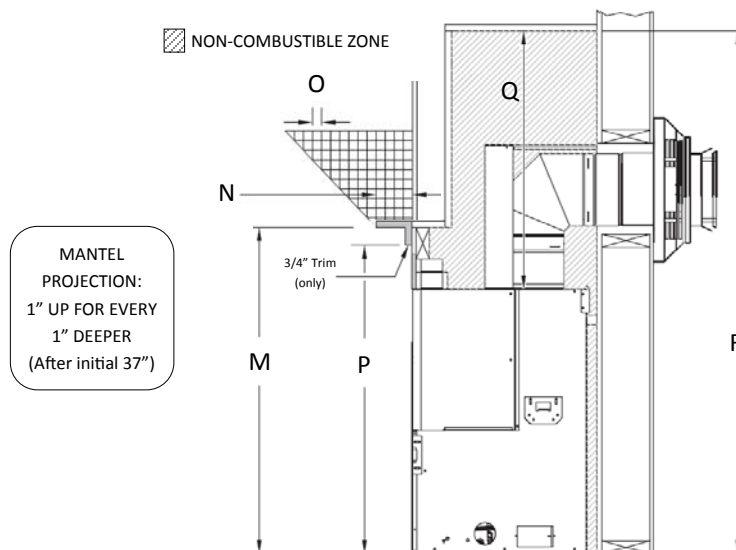 NON-COMBUSTIBLE ZONE
O
Q
N
MANTEL
PROJECTION:
1” UP FOR EVERY
1” DEEPER
(After initial 37”)
3/4” Trim
(only)
M
P